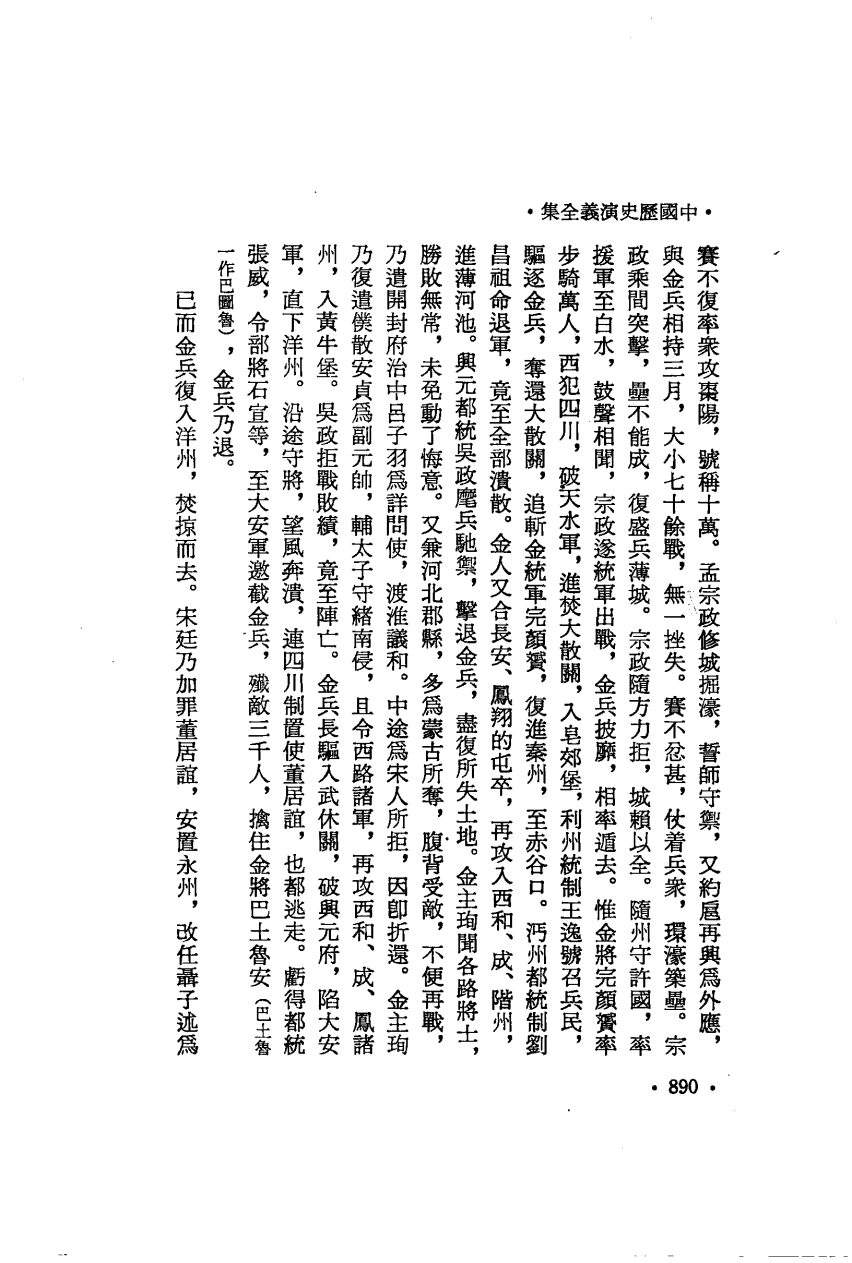 ·中國歷史演義全集·
賽不復率衆攻棗陽，號稱十萬。孟宗政修城掘濠，誓師守禦，又約扈再興爲外應，
與金兵相持三月，大小七十餘戰，無一挫失。賽不忿甚，仗着兵衆，環濠築壘。宗
政乘間突擊，壘不能成，復盛兵薄城。宗政隨方力拒，城賴以全。隨州守許國，率
援軍至白水，鼓聲相聞，宗政遂統軍出戰，金兵披靡，相率遁去。惟金將完顏贇率
步騎萬人，西犯四川，破天水軍，進焚大散關，入皂郊堡，利州統制王逸號召兵民，
驅逐金兵，奪還大散關，追斬金統軍完顏贇，復進秦州，至赤谷口。沔州都統制劉
昌祖命退軍，竟至全部潰散。金人又合長安、鳳翔的屯卒，再攻入西和、成、階州，
進薄河池。興元都統吳政麾兵馳禦，擊退金兵，盡復所失土地。金主珣聞各路將士，
勝敗無常，未免動了悔意。又兼河北郡縣，多爲蒙古所奪，腹背受敵，不便再戰，
乃遣開封府治中呂子羽爲詳問使，渡淮議和。中途爲宋人所拒，因卽折還。金主珣
乃復遣僕散安貞爲副元帥，輔太子守緒南侵，且令西路諸軍，再攻西和、成、鳳諸
州，入黃牛堡。吳政拒戰敗績，竟至陣亡。金兵長驅入武休關，破興元府，陷大安
軍，直下洋州。沿途守將，望風奔潰，連四川制置使董居誼，也都逃走。虧得都統
張威，令部將石宣等，至大安軍邀截金兵，殲敵三千人，擒住金將巴土魯安（巴土魯
一作巴圖魯），金兵乃退。
已而金兵復入洋州，焚掠而去。宋廷乃加罪董居誼，安置永州，改任聶子述爲
·890·